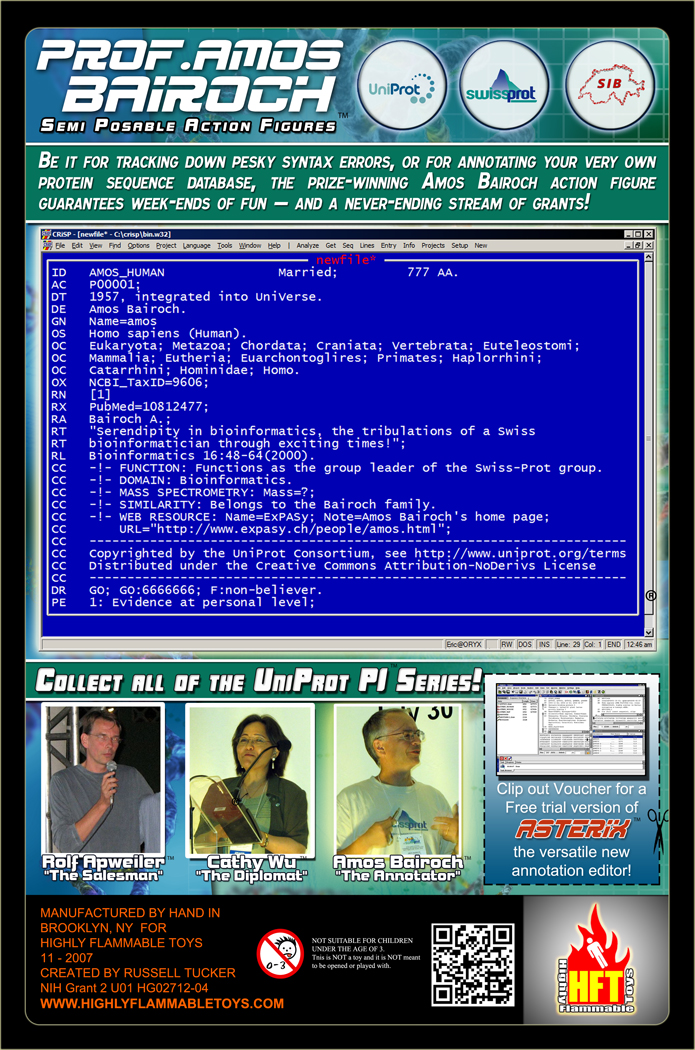 PROF. AMOS
BAIROCH™
SEMI POSABLE ACTION FIGURES
UniProt
swissprot
SIB
BE IT FOR TRACKING DOWN PESKY SYNTAX ERRORS, OR FOR ANNOTATING YOUR VERY OWN
PROTEIN SEQUENCE DATABASE, THE PRIZE-WINNING AMOS BAIROCH ACTION FIGURE
GUARANTEES WEEK-ENDS OF FUN — AND A NEVER-ENDING STREAM OF GRANTS!
CRiSP - [newfile* - C:\crisp\bin.w32]
File Edit View Find Options Project Language Tools Window Help | Analyze Get Seq Lines Entry Info Projects Setup New
newfile*
ID AMOS_HUMAN Married; 777 AA.
AC P00001;
DT 1957, integrated into UniVerse.
DE Amos Bairoch.
GN Name=amos
OS Homo sapiens (Human).
OC Eukaryota; Metazoa; Chordata; Craniata; Vertebrata; Euteleostomi;
OC Mammalia; Eutheria; Euarchontoglires; Primates; Haplorrhini;
OC Catarrhini; Hominidae; Homo.
OX NCBI_TaxID=9606;
RN [1]
RX PubMed=10812477;
RA Bairoch A.;
RT "Serendipity in bioinformatics, the tribulations of a Swiss
RT bioinformatician through exciting times!";
RL Bioinformatics 16:48-64(2000).
CC -!- FUNCTION: Functions as the group leader of the Swiss-Prot group.
CC -!- DOMAIN: Bioinformatics.
CC -!- MASS SPECTROMETRY: Mass=?;
CC -!- SIMILARITY: Belongs to the Bairoch family.
CC -!- WEB RESOURCE: Name=ExPASy; Note=Amos Bairoch's home page;
CC URL="http://www.expasy.ch/people/amos.html";
CC -----------------------------------------------------------------------
CC Copyrighted by the UniProt Consortium, see http://www.uniprot.org/terms
CC Distributed under the Creative Commons Attribution-NoDerivs License
CC -----------------------------------------------------------------------
DR GO; GO:6666666; F:non-believer.
PE 1: Evidence at personal level;
®
Eric@ORYX RW DOS INS Line: 29 Col: 1 END 12:46 am
COLLECT ALL OF THE UNIPROT PI™ SERIES!
July 30
swissprot
Rolf Apweiler™
"The Salesman"
Cathy Wu™
"The Diplomat"
Amos Bairoch™
"The Annotator"
Clip out Voucher for a
Free trial version of
ASTERIX™
the versatile new
annotation editor!
MANUFACTURED BY HAND IN
BROOKLYN, NY FOR
HIGHLY FLAMMABLE TOYS
11 - 2007
CREATED BY RUSSELL TUCKER
NIH Grant 2 U01 HG02712-04
WWW.HIGHLYFLAMMABLETOYS.COM
0-3
NOT SUITABLE FOR CHILDREN
UNDER THE AGE OF 3.
This is NOT a toy and it is NOT meant
to be opened or played with.
Highly
HFT
Flammable
Toys